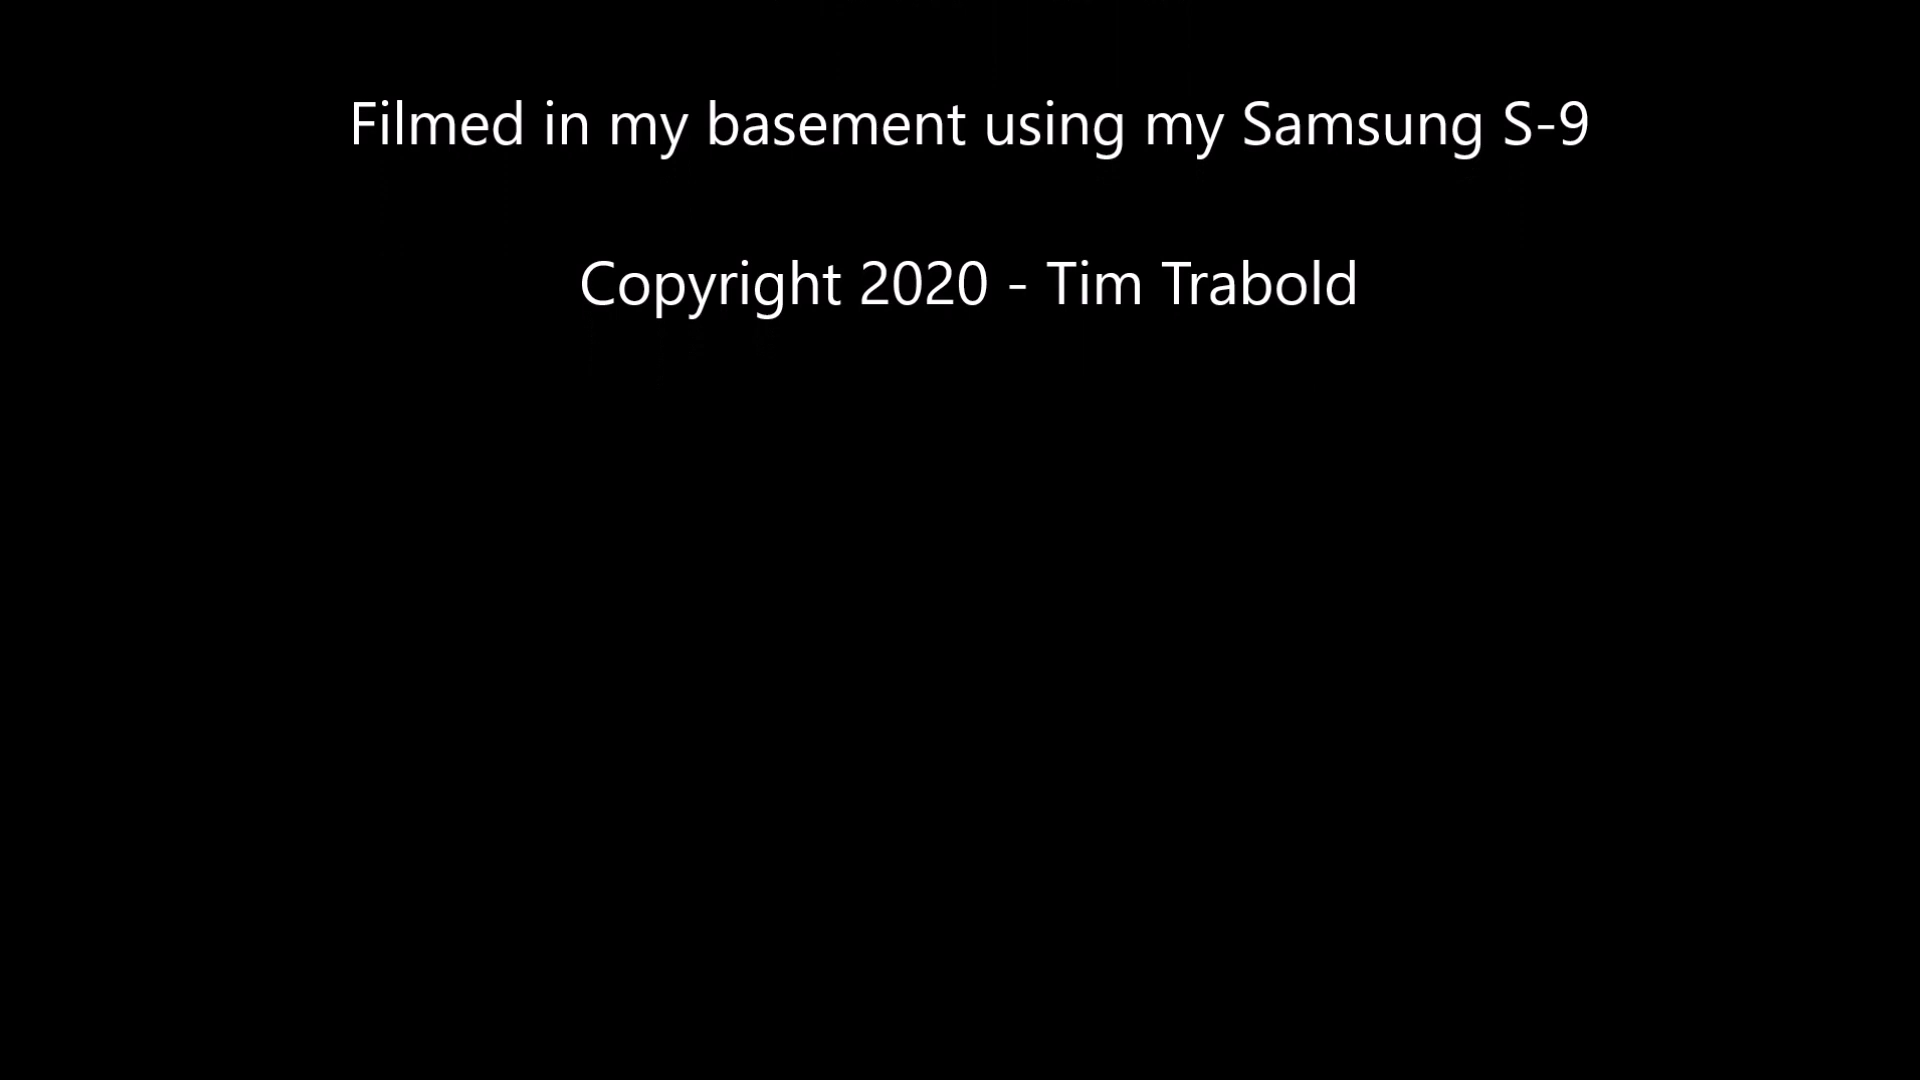 Filmed in my basement using my Samsung S-9
Copyright 2020 - Tim Trabold